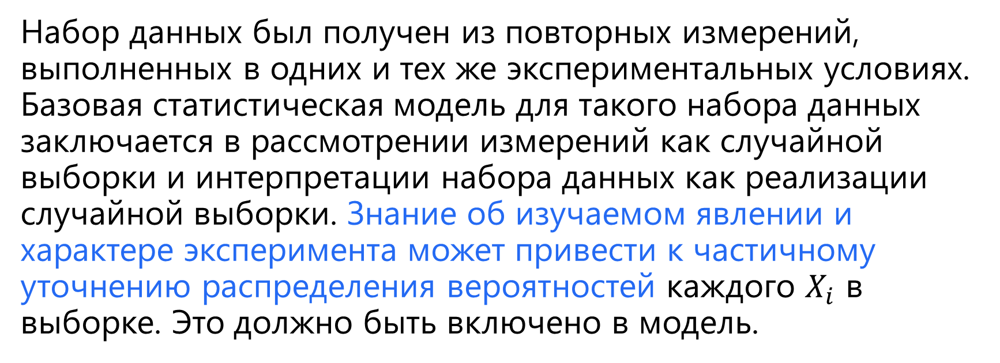 Набор данных был получен из повторных измерений,
выполненных в одних и тех же экспериментальных условиях.
Базовая статистическая модель для такого набора данных
заключается в рассмотрении измерений как случайной
выборки и интерпретации набора данных как реализации
случайной выборки. Знание об изучаемом явлении и
характере эксперимента может привести к частичному
уточнению распределения вероятностей каждого 𝑋ᵢ в
выборке. Это должно быть включено в модель.